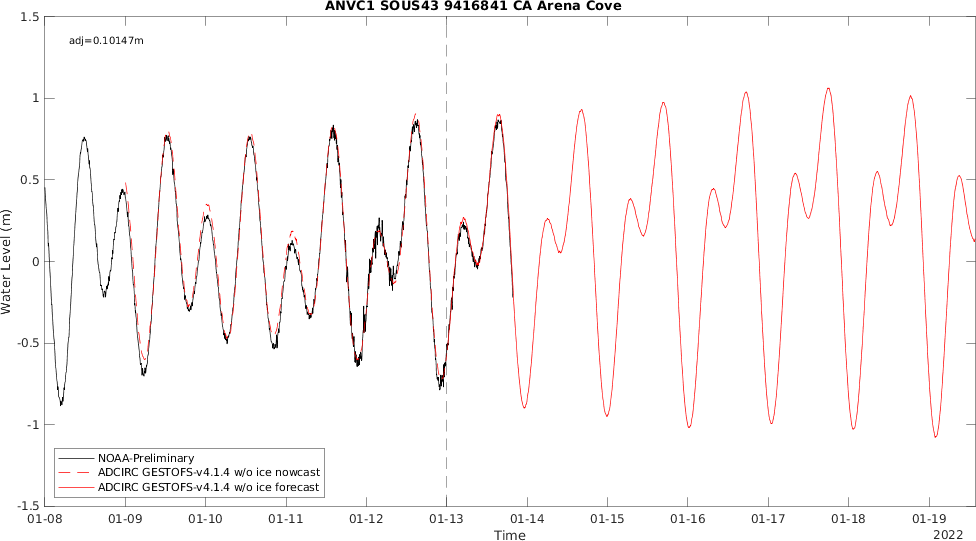 ANVC1 SOUS43 9416841 CA Arena Cove
adj=0.10147m
1.5
1
0.5
0
-0.5
-1
-1.5
Water Level (m)
NOAA-Preliminary
ADCIRC GESTOFS-v4.1.4 w/o ice nowcast
ADCIRC GESTOFS-v4.1.4 w/o ice forecast
01-08 01-09 01-10 01-11 01-12 01-13 01-14 01-15 01-16 01-17 01-18 01-19
Time
2022